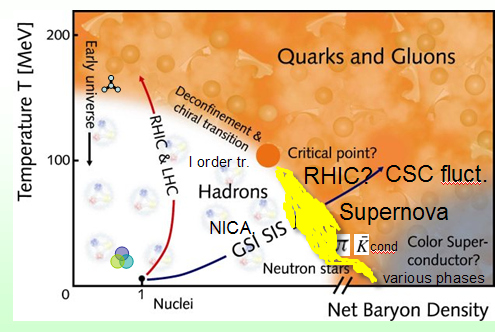 Temperature T [MeV]
200
100
0
Early universe
Quarks and Gluons
Deconfinement &
chiral transition
RHIC & LHC
I order tr.
Critical point?
RHIC? CSC fluct.
Hadrons
Supernova
NICA,
GSI SIS
π K̄ cond
Color Super-
conductor?
Neutron stars
various phases
1
Nuclei
Net Baryon Density